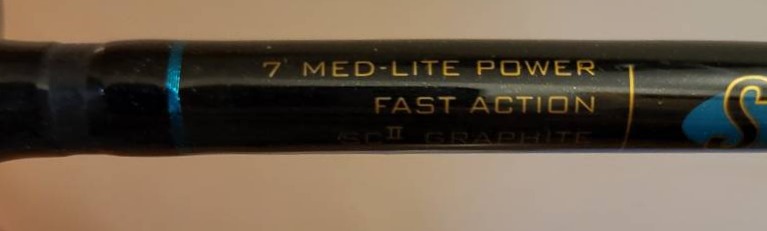 7' MED-LITE POWER
FAST ACTION
SCII GRAPHITE
S